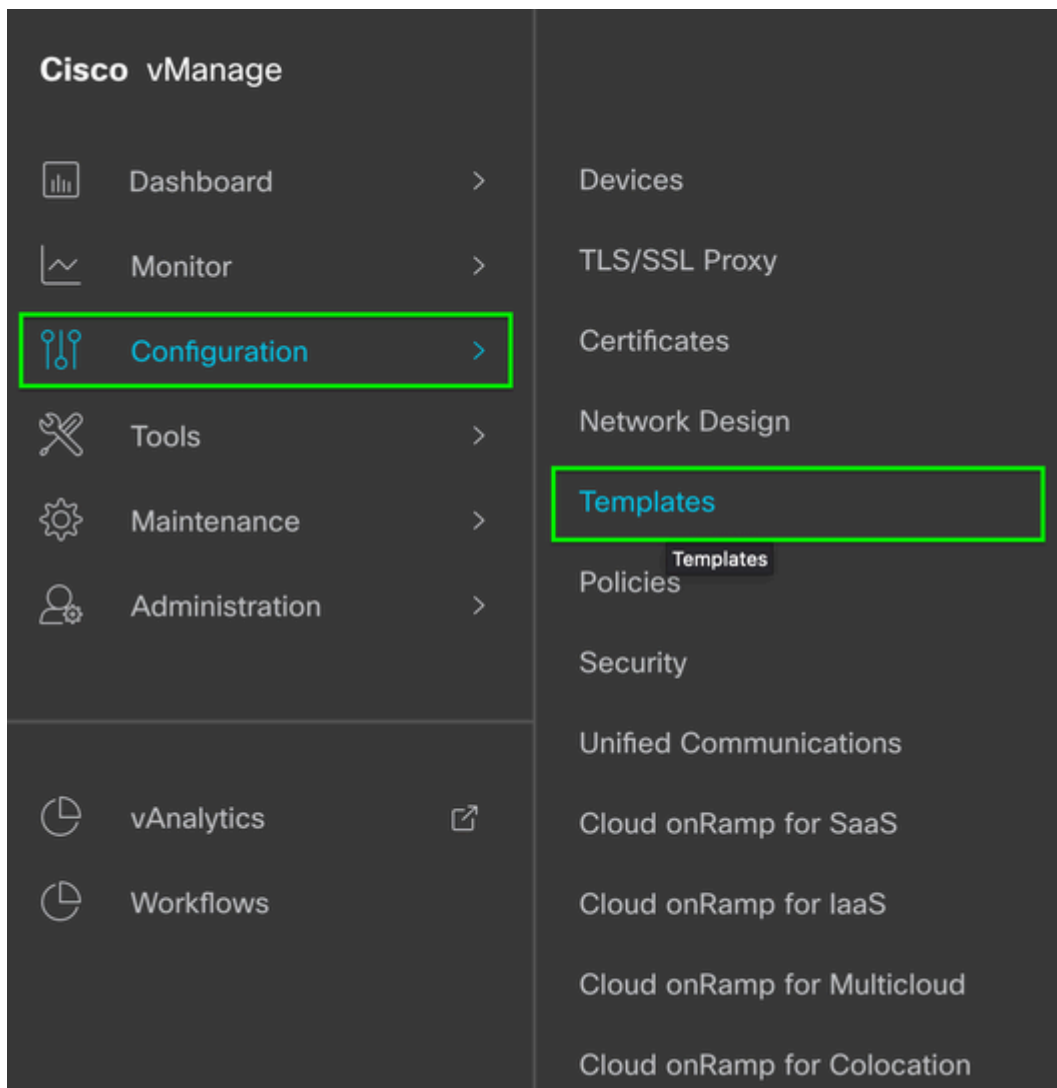 Cisco vManage
Dashboard
Monitor
Configuration
Tools
Maintenance
Administration
vAnalytics
Workflows
Devices
TLS/SSL Proxy
Certificates
Network Design
Templates
Templates
Policies
Security
Unified Communications
Cloud onRamp for SaaS
Cloud onRamp for IaaS
Cloud onRamp for Multicloud
Cloud onRamp for Colocation